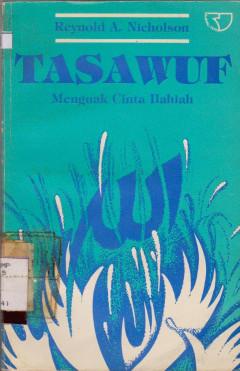 Reynold A. Nicholson
TASAWUF
Menguak Cinta Ilahiah